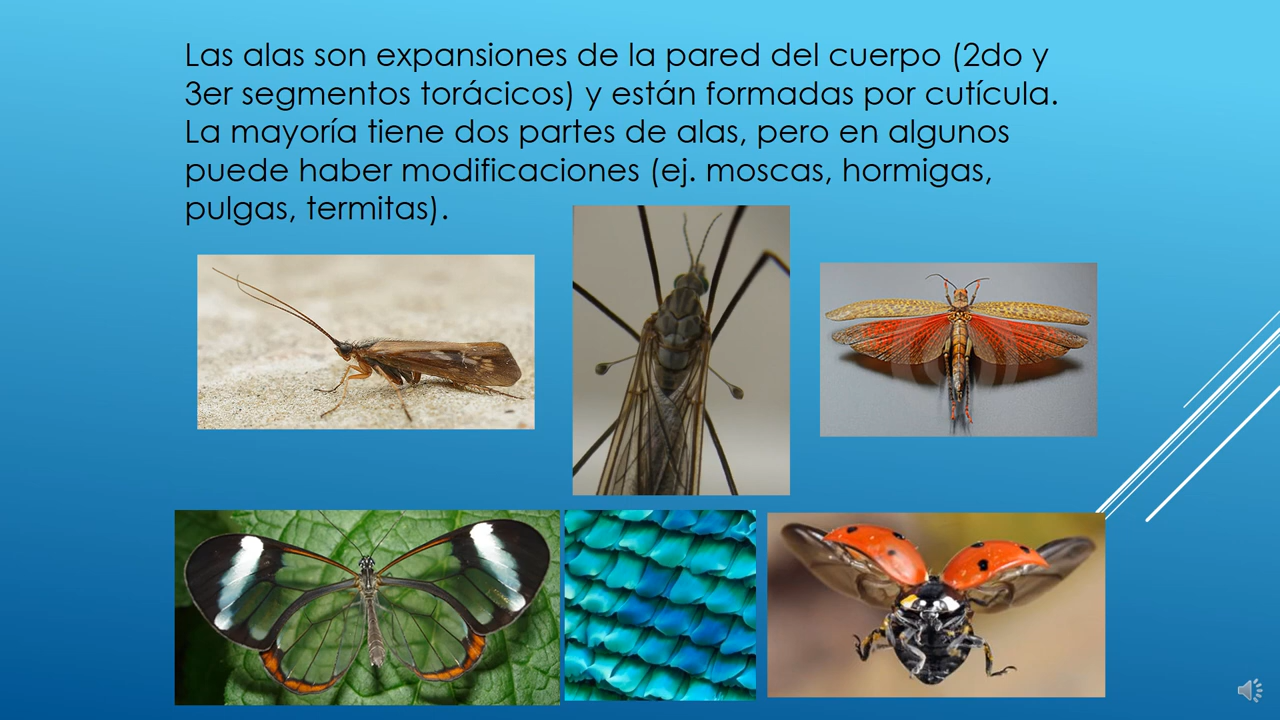 Las alas son expansiones de la pared del cuerpo (2do y
3er segmentos torácicos) y están formadas por cutícula.
La mayoría tiene dos partes de alas, pero en algunos
puede haber modificaciones (ej. moscas, hormigas,
pulgas, termitas).